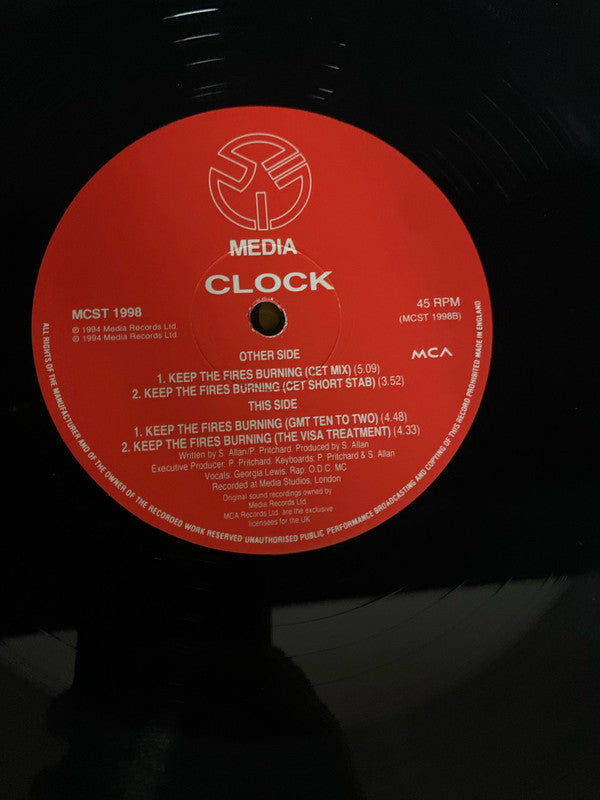 MEDIA
CLOCK
MCST 1998
℗ 1994 Media Records Ltd.
© 1994 Media Records Ltd.
45 RPM
(MCST 1998B)
MCA
OTHER SIDE
1. KEEP THE FIRES BURNING (CET MIX) (5.09)
2. KEEP THE FIRES BURNING (CET SHORT STAB) (3.52)
THIS SIDE
1. KEEP THE FIRES BURNING (GMT TEN TO TWO) (4.48)
2. KEEP THE FIRES BURNING (THE VISA TREATMENT) (4.33)
Written by S. Allan/P. Pritchard. Produced by S. Allan
Executive Producer: P. Pritchard. Keyboards: P. Pritchard & S. Allan
Vocals: Georgia Lewis. Rap: O.D.C. MC
Recorded at Media Studios, London
Original sound recordings owned by
Media Records Ltd.
MCA Records Ltd. are the exclusive
licensees for the UK
ALL RIGHTS OF THE MANUFACTURER AND OF THE OWNER OF THE RECORDED WORK RESERVED UNAUTHORISED PUBLIC PERFORMANCE BROADCASTING AND COPYING OF THIS RECORD PROHIBITED MADE IN ENGLAND